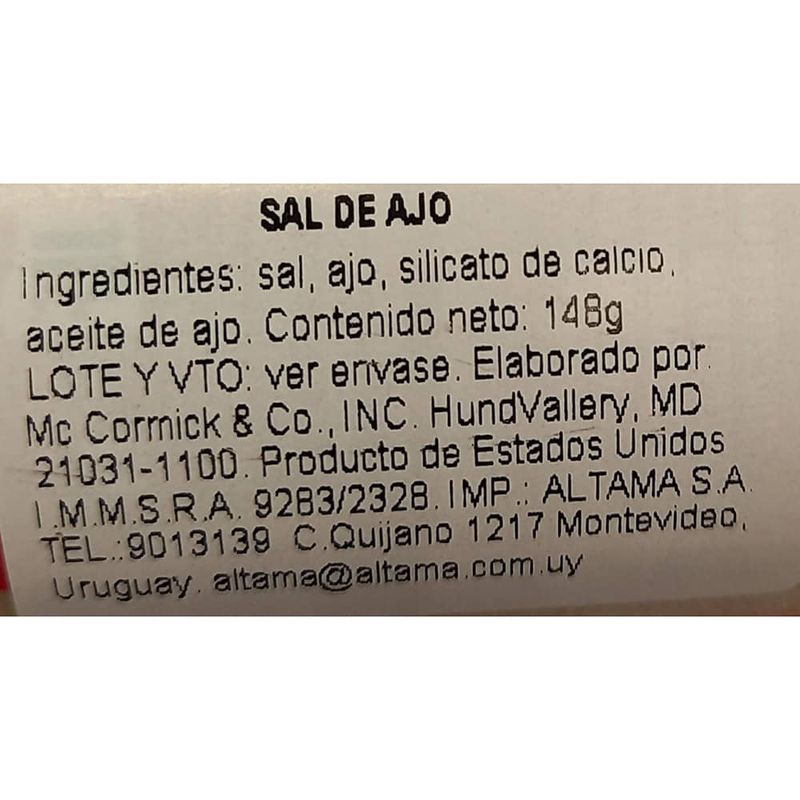 SAL DE AJO
Ingredientes: sal, ajo, silicato de calcio,
aceite de ajo. Contenido neto: 148g
LOTE Y VTO: ver envase. Elaborado por:
Mc Cormick & Co., INC. HundVallery, MD
21031-1100. Producto de Estados Unidos
I.M.M.S.R.A. 9283/2328. IMP.: ALTAMA S.A.
TEL.:9013139 C.Quijano 1217 Montevideo,
Uruguay. altama@altama.com.uy